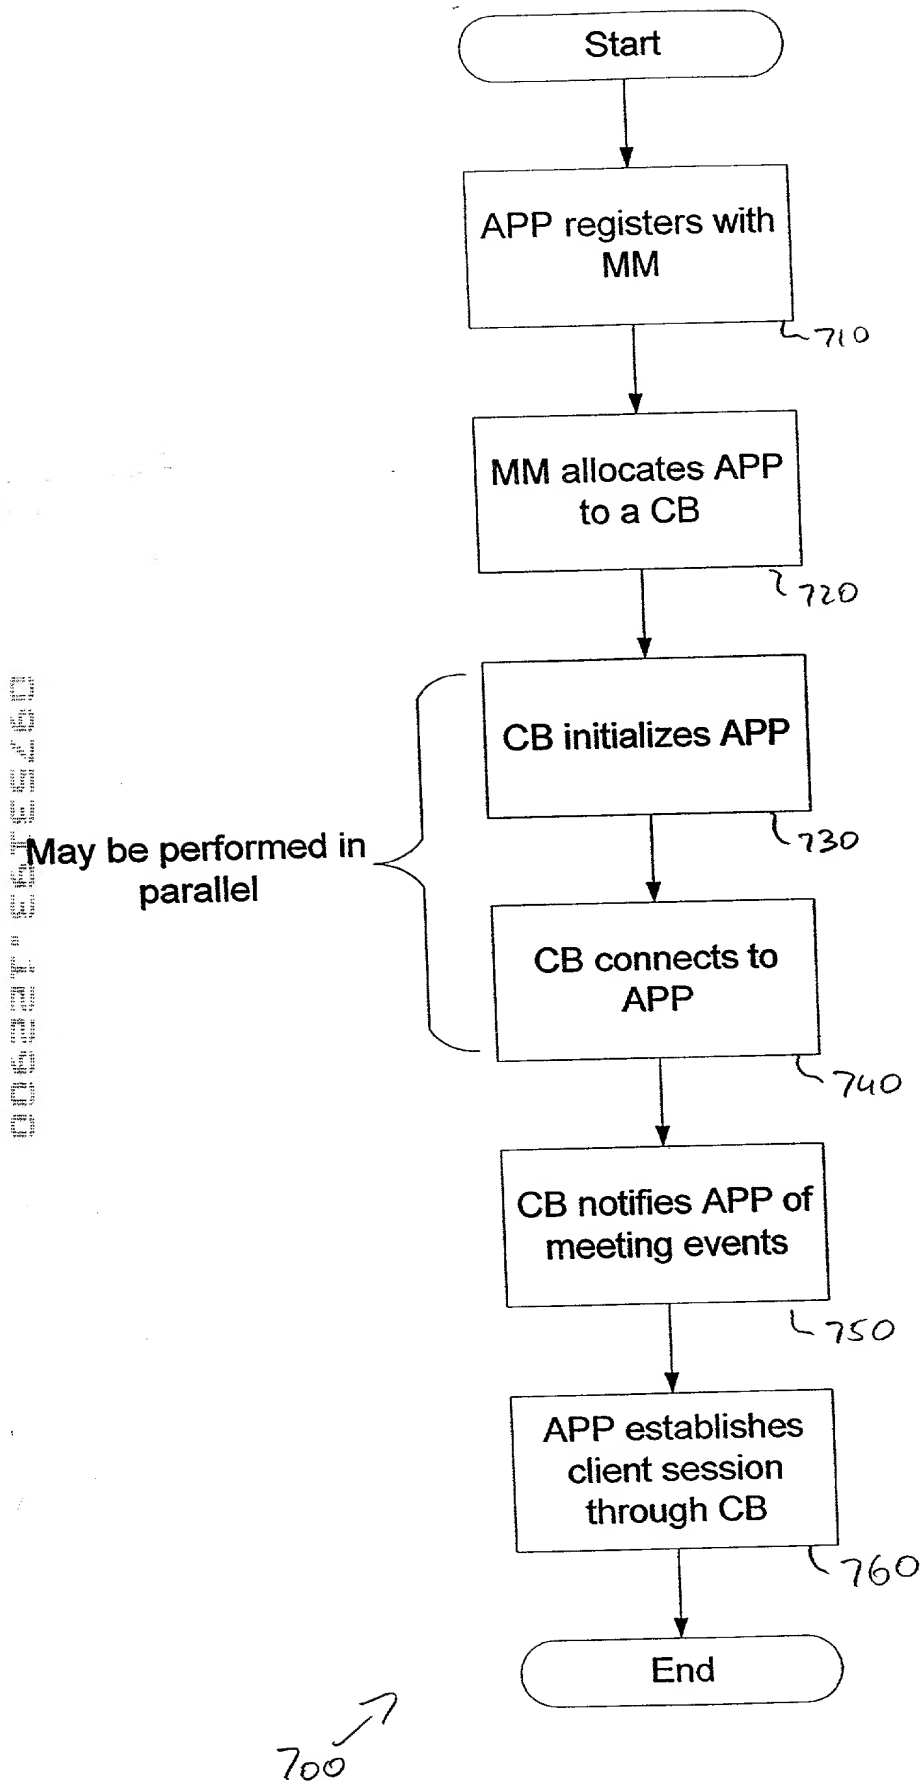 Start
APP registers with
MM
710
MM allocates APP
to a CB
720
CB initializes APP
730
May be performed in
parallel
CB connects to
APP
740
CB notifies APP of
meeting events
750
APP establishes
client session
through CB
760
End
700